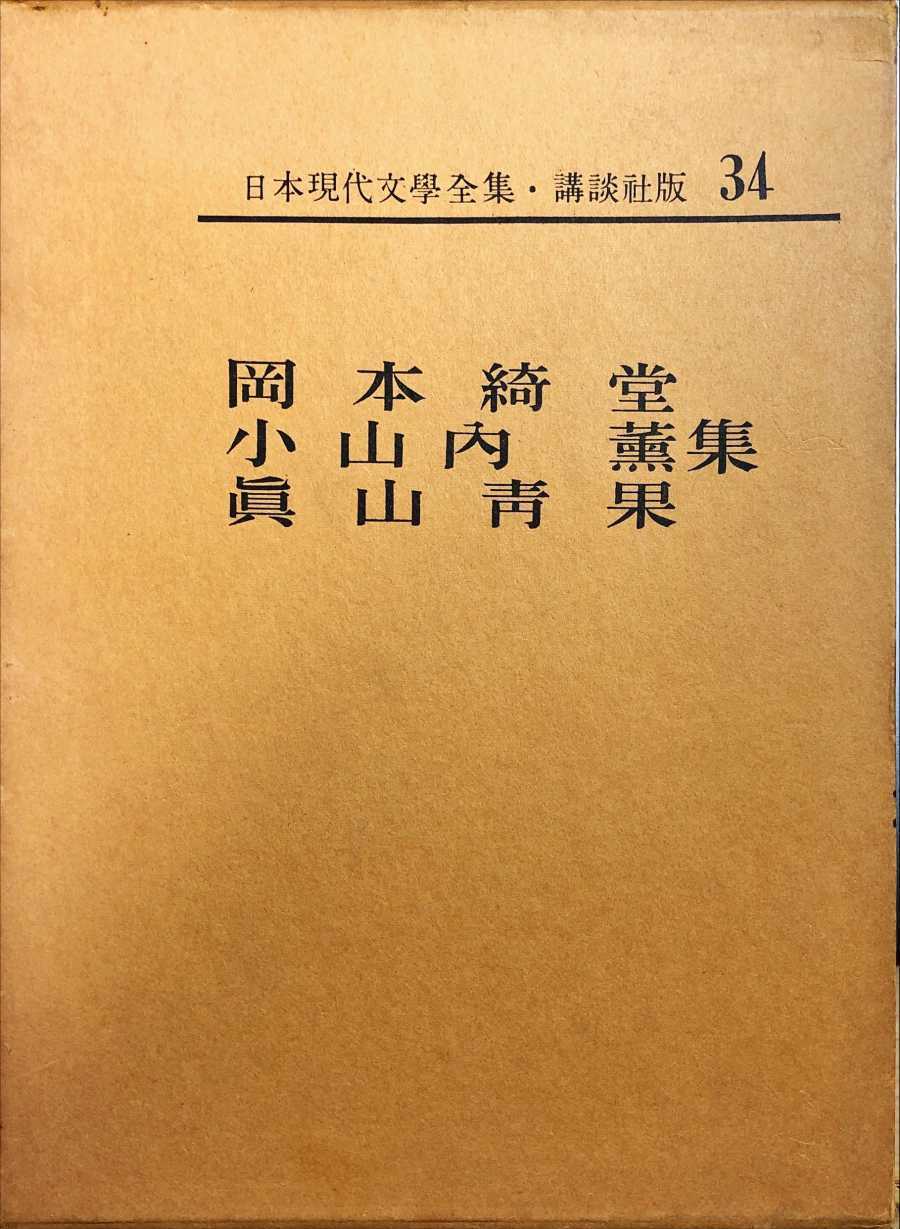 日本現代文學全集・講談社版 34
岡本綺堂
小山內薫集
眞山靑果